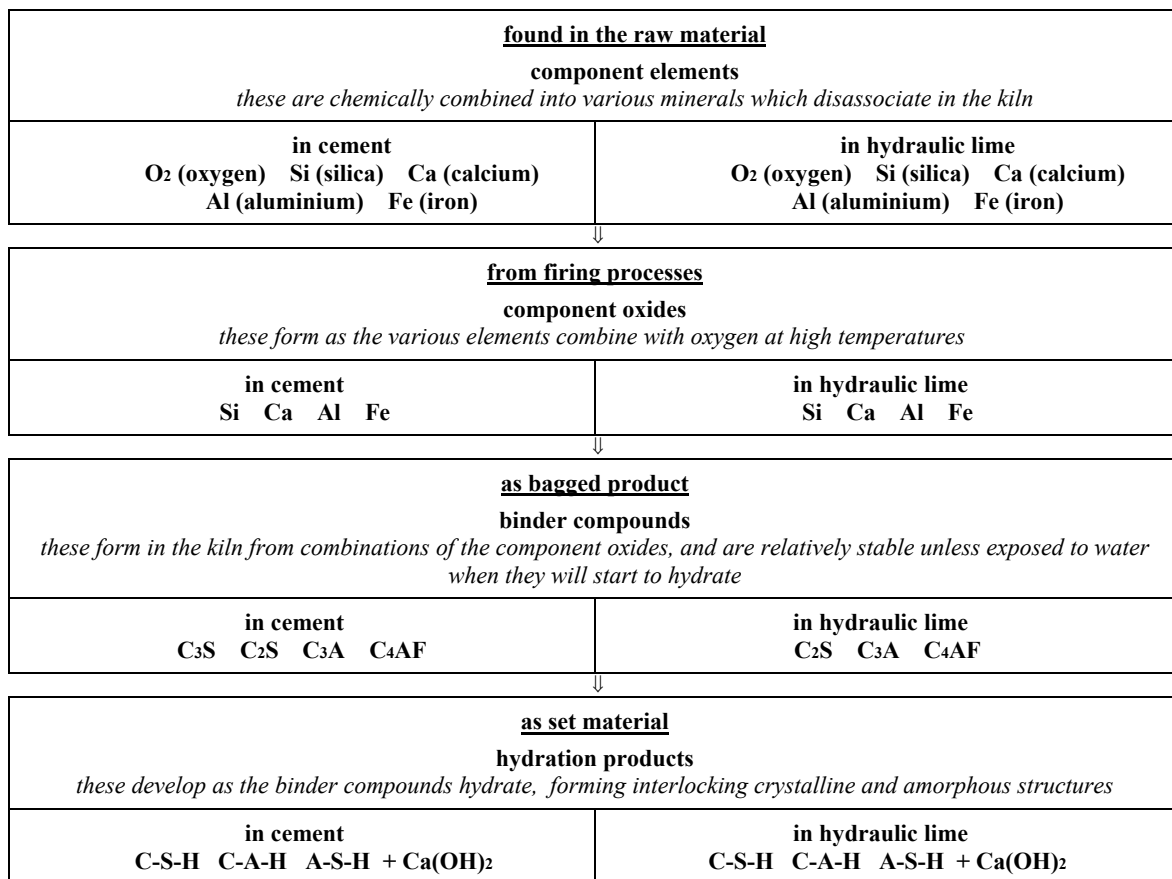 found in the raw material
component elements
these are chemically combined into various minerals which disassociate in the kiln
in cement
O₂ (oxygen) Si (silica) Ca (calcium)
Al (aluminium) Fe (iron)
in hydraulic lime
O₂ (oxygen) Si (silica) Ca (calcium)
Al (aluminium) Fe (iron)
⇓
from firing processes
component oxides
these form as the various elements combine with oxygen at high temperatures
in cement
Si Ca Al Fe
in hydraulic lime
Si Ca Al Fe
⇓
as bagged product
binder compounds
these form in the kiln from combinations of the component oxides, and are relatively stable unless exposed to water
when they will start to hydrate
in cement
C₃S C₂S C₃A C₄AF
in hydraulic lime
C₂S C₃A C₄AF
⇓
as set material
hydration products
these develop as the binder compounds hydrate, forming interlocking crystalline and amorphous structures
in cement
C-S-H C-A-H A-S-H + Ca(OH)₂
in hydraulic lime
C-S-H C-A-H A-S-H + Ca(OH)₂